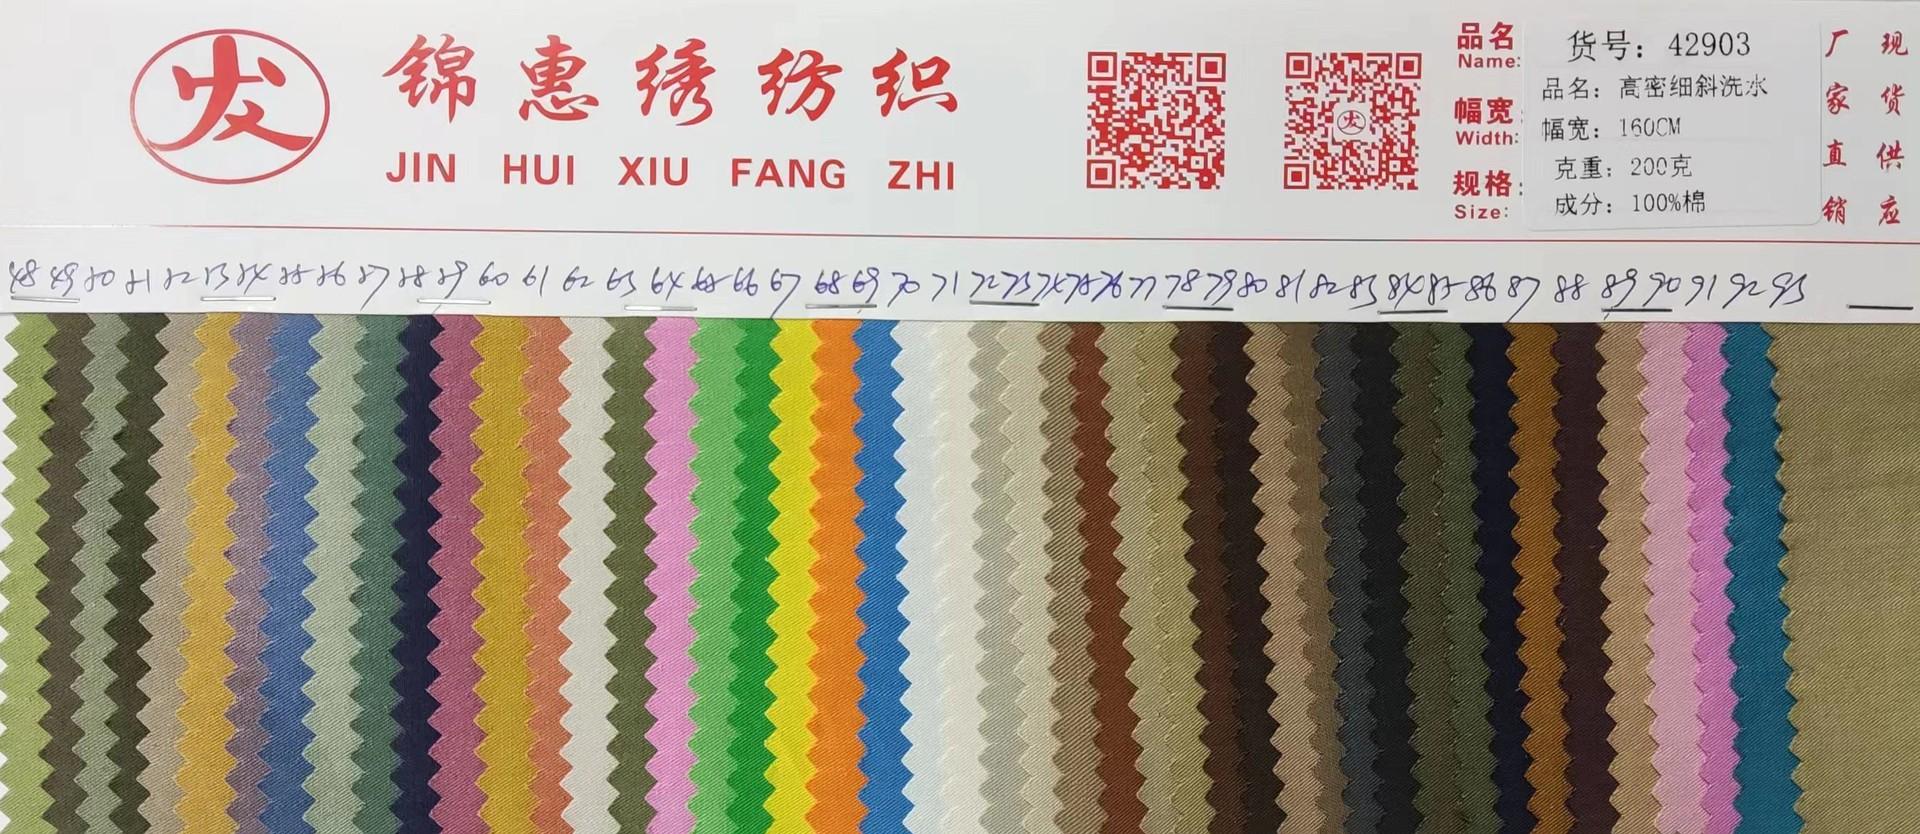 发
锦惠绣纺织
JIN HUI XIU FANG ZHI
品名
Name:
幅宽:
Width:
规格:
Size:
货号：42903
品名：高密细斜洗水
幅宽：160CM
克重：200克
成分：100%棉
厂家直销
现货供应
48 49 50 51 52 53 54 55 56 57 58 59 60 61 62 63 64 65 66 67 68 69 70 71 72 73 74 75 76 77 78 79 80 81 82 83 84 85 86 87 88 89 90 91 92 93